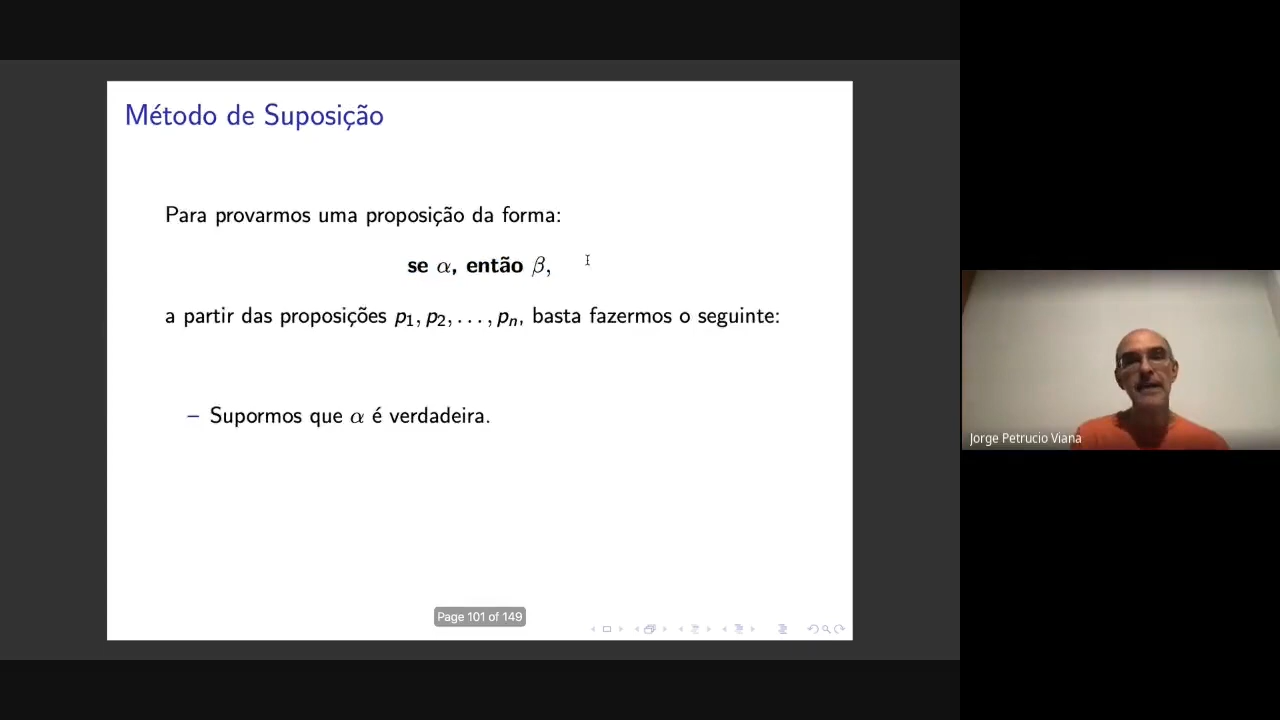 Método de Suposição
Para provarmos uma proposição da forma:
se α, então β,
a partir das proposições p₁, p₂, . . . , pₙ, basta fazermos o seguinte:
– Supormos que α é verdadeira.
Page 101 of 149
Jorge Petrucio Viana